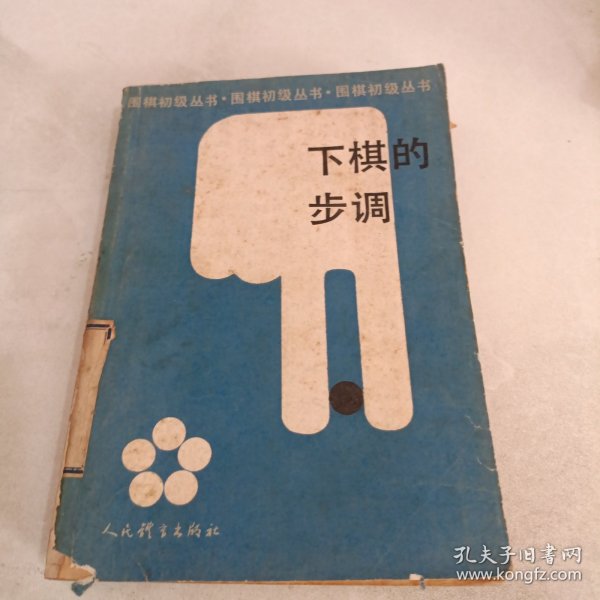 围棋初级丛书·围棋初级丛书·围棋初级丛书
下棋的
步调
人民體育出版社
孔夫子旧书网
www.kongfz.com